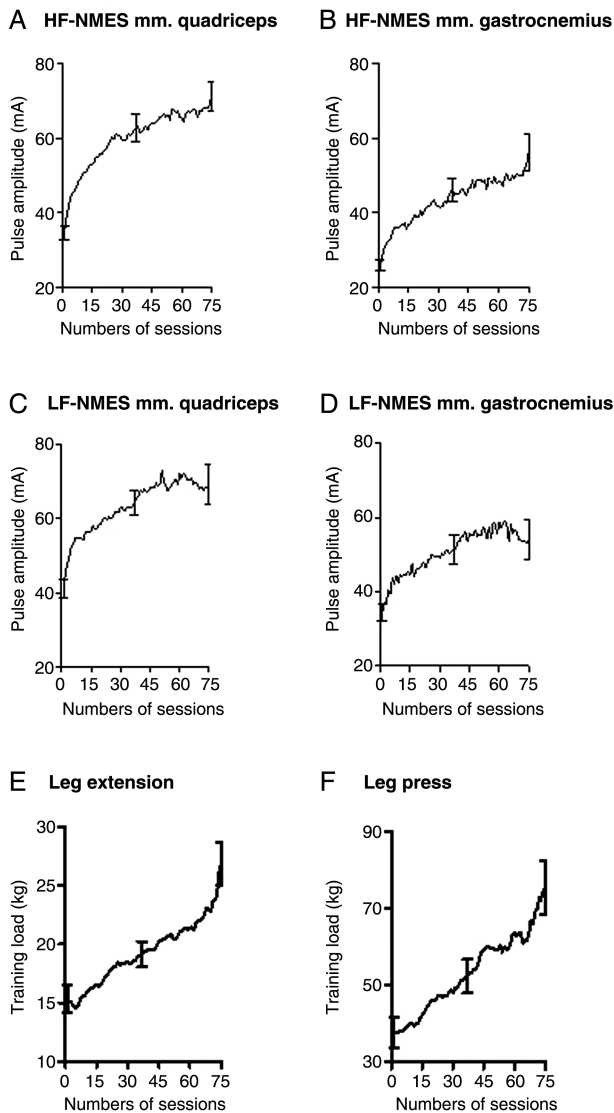 A HF-NMES mm. quadriceps
80
60
40
20
Pulse amplitude (mA)
0 15 30 45 60 75
Numbers of sessions
B HF-NMES mm. gastrocnemius
80
60
40
20
Pulse amplitude (mA)
0 15 30 45 60 75
Numbers of sessions
C LF-NMES mm. quadriceps
80
60
40
20
Pulse amplitude (mA)
0 15 30 45 60 75
Numbers of sessions
D LF-NMES mm. gastrocnemius
80
60
40
20
Pulse amplitude (mA)
0 15 30 45 60 75
Numbers of sessions
E Leg extension
30
25
20
15
10
Training load (kg)
0 15 30 45 60 75
Numbers of sessions
F Leg press
90
70
50
30
Training load (kg)
0 15 30 45 60 75
Numbers of sessions